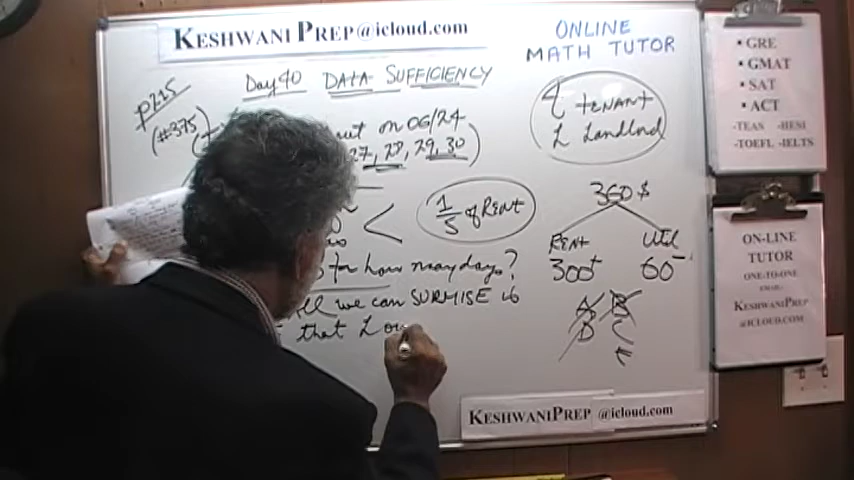 KESHWANI PREP@icloud.com
ONLINE
MATH TUTOR
p215
(#375)
Day 40 DATA SUFFICIENCY
out on 06/24
27, 28, 29, 30)
t tenant
L Landlord
< 1/5 of Rent
360 $
Rent Util
300+ 60-
for how many days?
All we can SURMISE is
that L ow
A B
D C
E
KESHWANIPREP @icloud.com
▪ GRE
▪ GMAT
▪ SAT
▪ ACT
-TEAS -HESI
-TOEFL -IELTS
ON-LINE
TUTOR
ONE-TO-ONE
EMAIL:
KESHWANIPREP
@ICLOUD.COM